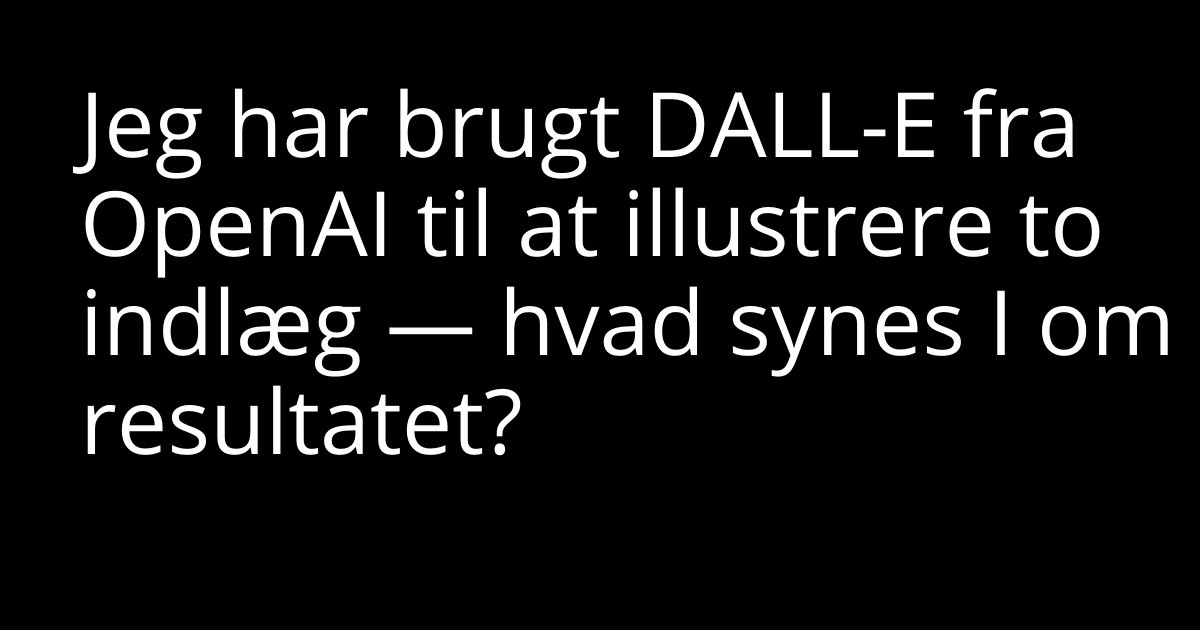 Jeg har brugt DALL-E fra
OpenAI til at illustrere to
indlæg — hvad synes I om
resultatet?